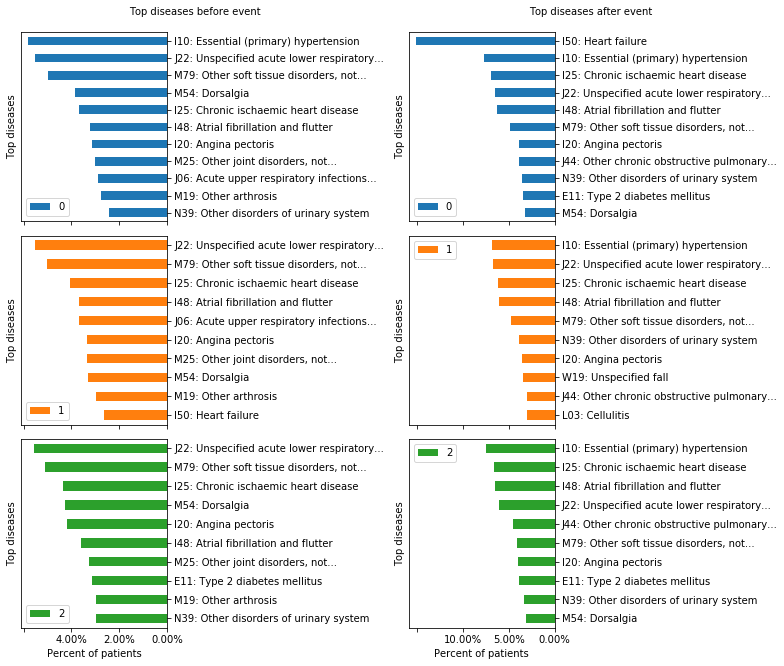 Top diseases before event
Top diseases
I10: Essential (primary) hypertension
J22: Unspecified acute lower respiratory...
M79: Other soft tissue disorders, not...
M54: Dorsalgia
I25: Chronic ischaemic heart disease
I48: Atrial fibrillation and flutter
I20: Angina pectoris
M25: Other joint disorders, not...
J06: Acute upper respiratory infections...
M19: Other arthrosis
N39: Other disorders of urinary system
0
Top diseases
J22: Unspecified acute lower respiratory...
M79: Other soft tissue disorders, not...
I25: Chronic ischaemic heart disease
I48: Atrial fibrillation and flutter
J06: Acute upper respiratory infections...
I20: Angina pectoris
M25: Other joint disorders, not...
M54: Dorsalgia
M19: Other arthrosis
I50: Heart failure
1
Top diseases
J22: Unspecified acute lower respiratory...
M79: Other soft tissue disorders, not...
I25: Chronic ischaemic heart disease
M54: Dorsalgia
I20: Angina pectoris
I48: Atrial fibrillation and flutter
M25: Other joint disorders, not...
E11: Type 2 diabetes mellitus
M19: Other arthrosis
N39: Other disorders of urinary system
2
4.00% 2.00% 0.00%
Percent of patients
Top diseases after event
Top diseases
I50: Heart failure
I10: Essential (primary) hypertension
I25: Chronic ischaemic heart disease
J22: Unspecified acute lower respiratory...
I48: Atrial fibrillation and flutter
M79: Other soft tissue disorders, not...
I20: Angina pectoris
J44: Other chronic obstructive pulmonary...
N39: Other disorders of urinary system
E11: Type 2 diabetes mellitus
M54: Dorsalgia
0
Top diseases
1
I10: Essential (primary) hypertension
J22: Unspecified acute lower respiratory...
I25: Chronic ischaemic heart disease
I48: Atrial fibrillation and flutter
M79: Other soft tissue disorders, not...
N39: Other disorders of urinary system
I20: Angina pectoris
W19: Unspecified fall
J44: Other chronic obstructive pulmonary...
L03: Cellulitis
Top diseases
2
I10: Essential (primary) hypertension
I25: Chronic ischaemic heart disease
I48: Atrial fibrillation and flutter
J22: Unspecified acute lower respiratory...
J44: Other chronic obstructive pulmonary...
M79: Other soft tissue disorders, not...
I20: Angina pectoris
E11: Type 2 diabetes mellitus
N39: Other disorders of urinary system
M54: Dorsalgia
10.00% 5.00% 0.00%
Percent of patients